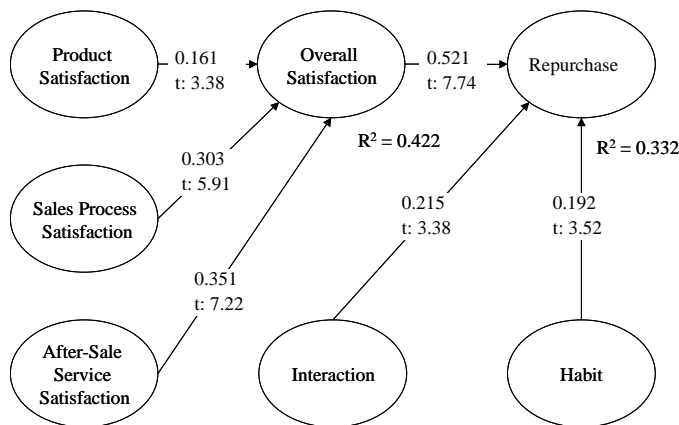 Product
Satisfaction
0.161
t: 3.38
Overall
Satisfaction
0.521
t: 7.74
Repurchase
R² = 0.422
R² = 0.332
0.303
t: 5.91
Sales Process
Satisfaction
0.215
t: 3.38
0.192
t: 3.52
0.351
t: 7.22
After-Sale
Service
Satisfaction
Interaction
Habit